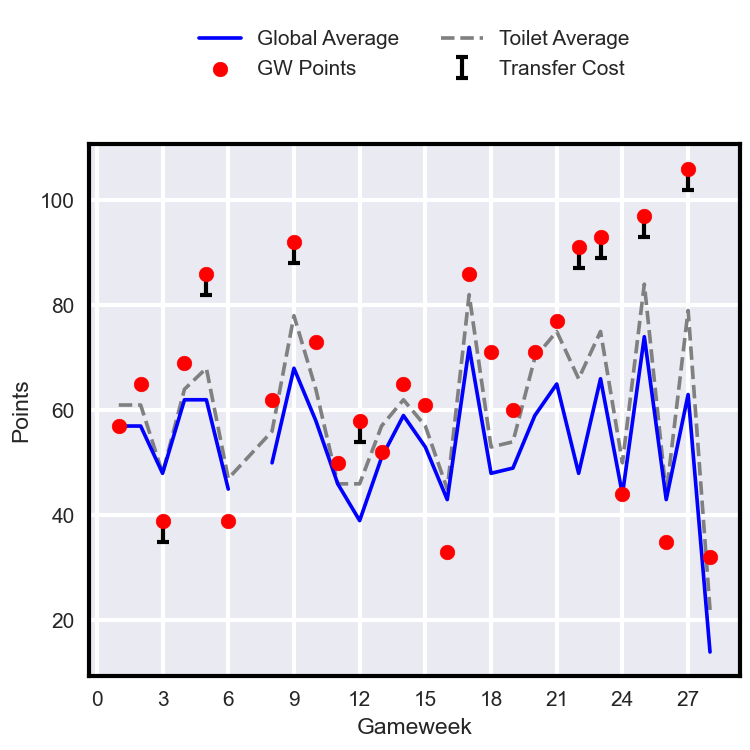 Global Average
Toilet Average
GW Points
Transfer Cost
100
80
60
40
20
Points
0 3 6 9 12 15 18 21 24 27
Gameweek